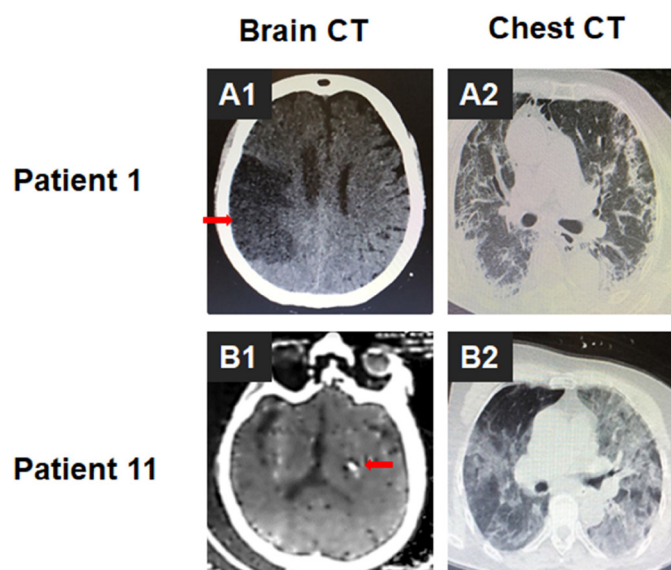 Brain CT
Chest CT
Patient 1
A1
A2
Patient 11
B1
B2